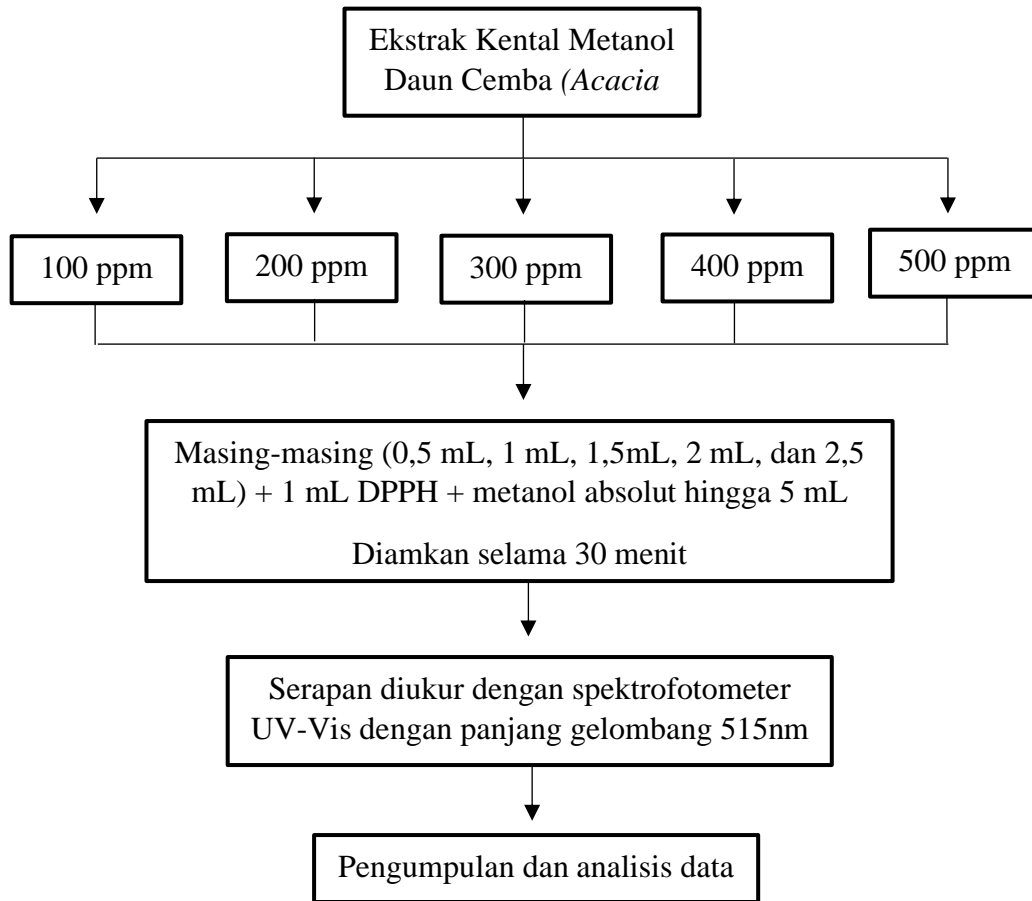 Ekstrak Kental Metanol
Daun Cemba (Acacia
100 ppm
200 ppm
300 ppm
400 ppm
500 ppm
Masing-masing (0,5 mL, 1 mL, 1,5mL, 2 mL, dan 2,5
mL) + 1 mL DPPH + metanol absolut hingga 5 mL
Diamkan selama 30 menit
Serapan diukur dengan spektrofotometer
UV-Vis dengan panjang gelombang 515nm
Pengumpulan dan analisis data